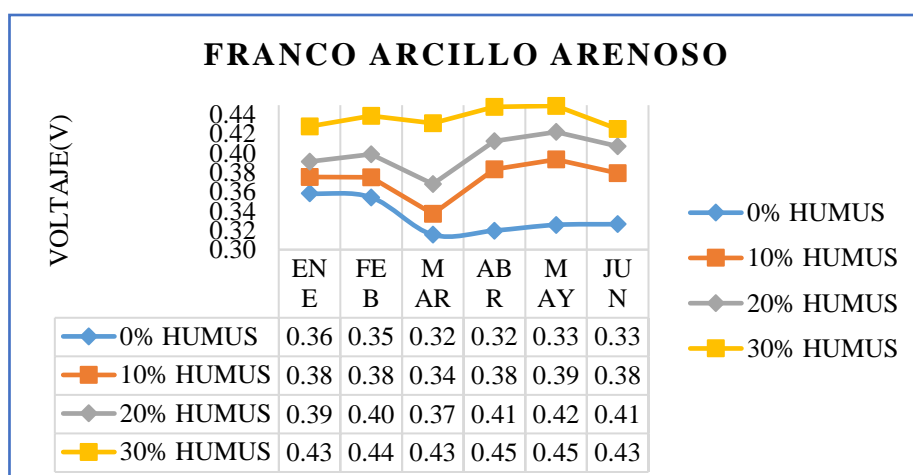 FRANCO ARCILLO ARENOSO
VOLTAJE(V)
0.44
0.42
0.40
0.38
0.36
0.34
0.32
0.30
EN E FE B M AR AB R M AY JU N
0% HUMUS 0.36 0.35 0.32 0.32 0.33 0.33
10% HUMUS 0.38 0.38 0.34 0.38 0.39 0.38
20% HUMUS 0.39 0.40 0.37 0.41 0.42 0.41
30% HUMUS 0.43 0.44 0.43 0.45 0.45 0.43
0% HUMUS
10% HUMUS
20% HUMUS
30% HUMUS